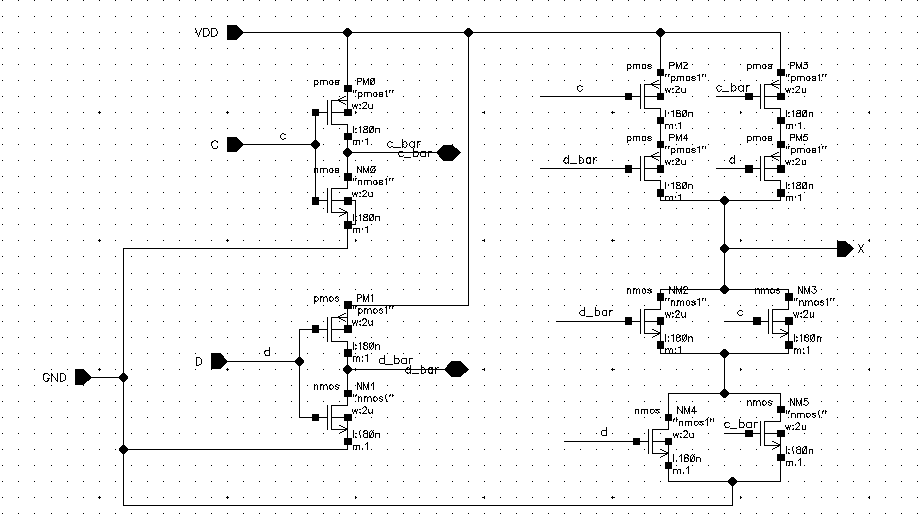 VDD
pmos PM0
"pmos1"
w:2u
l:180n
m:1
C
c
c_bar
c_bar
nmos NM0
"nmos1"
w:2u
l:180n
m:1
pmos PM1
"pmos1"
w:2u
l:180n
m:1
D
d
d_bar
d_bar
GND
nmos NM1
"nmos("
w:2u
l:(80n
m:1
pmos PM2
"pmos1"
c
w:2u
l:180n
m:1
pmos PM3
"pmos1"
c_bar
w:2u
l:180n
m:1
pmos PM4
"pmos1"
d_bar
w:2u
l:180n
m:1
pmos PM5
"pmos1"
d
w:2u
l:180n
m:1
X
nmos NM2
"nmos1"
d_bar
w:2u
l:180n
m:1
nmos NM3
"nmos1"
c
w:2u
l:180n
m:1
nmos NM4
"nmos1"
d
w:2u
l:180n
m:1
nmos NM5
"nmos("
c_bar
w:2u
l:(80n
m:1